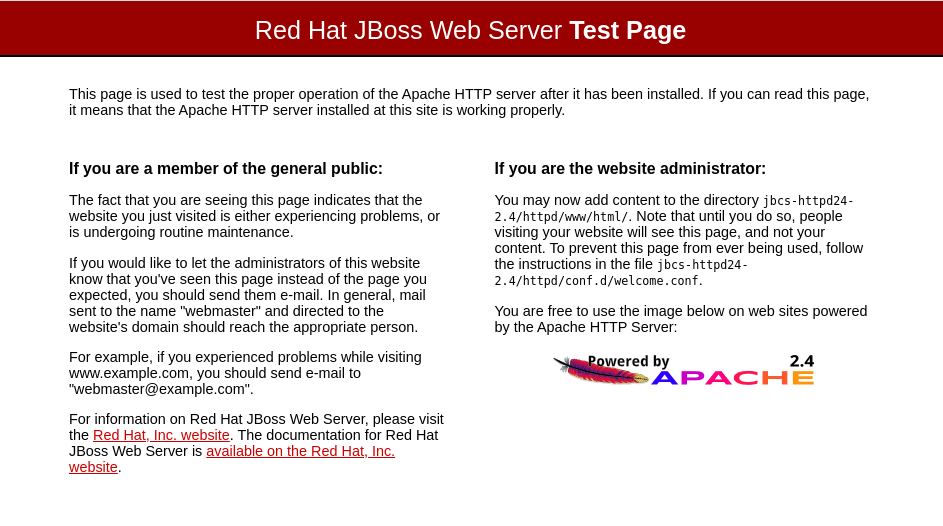 Red Hat JBoss Web Server Test Page
This page is used to test the proper operation of the Apache HTTP server after it has been installed. If you can read this page,
it means that the Apache HTTP server installed at this site is working properly.
If you are a member of the general public:
The fact that you are seeing this page indicates that the
website you just visited is either experiencing problems, or
is undergoing routine maintenance.
If you would like to let the administrators of this website
know that you've seen this page instead of the page you
expected, you should send them e-mail. In general, mail
sent to the name "webmaster" and directed to the
website's domain should reach the appropriate person.
For example, if you experienced problems while visiting
www.example.com, you should send e-mail to
"webmaster@example.com".
For information on Red Hat JBoss Web Server, please visit
the Red Hat, Inc. website. The documentation for Red Hat
JBoss Web Server is available on the Red Hat, Inc.
website.
If you are the website administrator:
You may now add content to the directory jbcs-httpd24-
2.4/httpd/www/html/. Note that until you do so, people
visiting your website will see this page, and not your
content. To prevent this page from ever being used, follow
the instructions in the file jbcs-httpd24-
2.4/httpd/conf.d/welcome.conf.
You are free to use the image below on web sites powered
by the Apache HTTP Server:
Powered by 2.4
APACHE